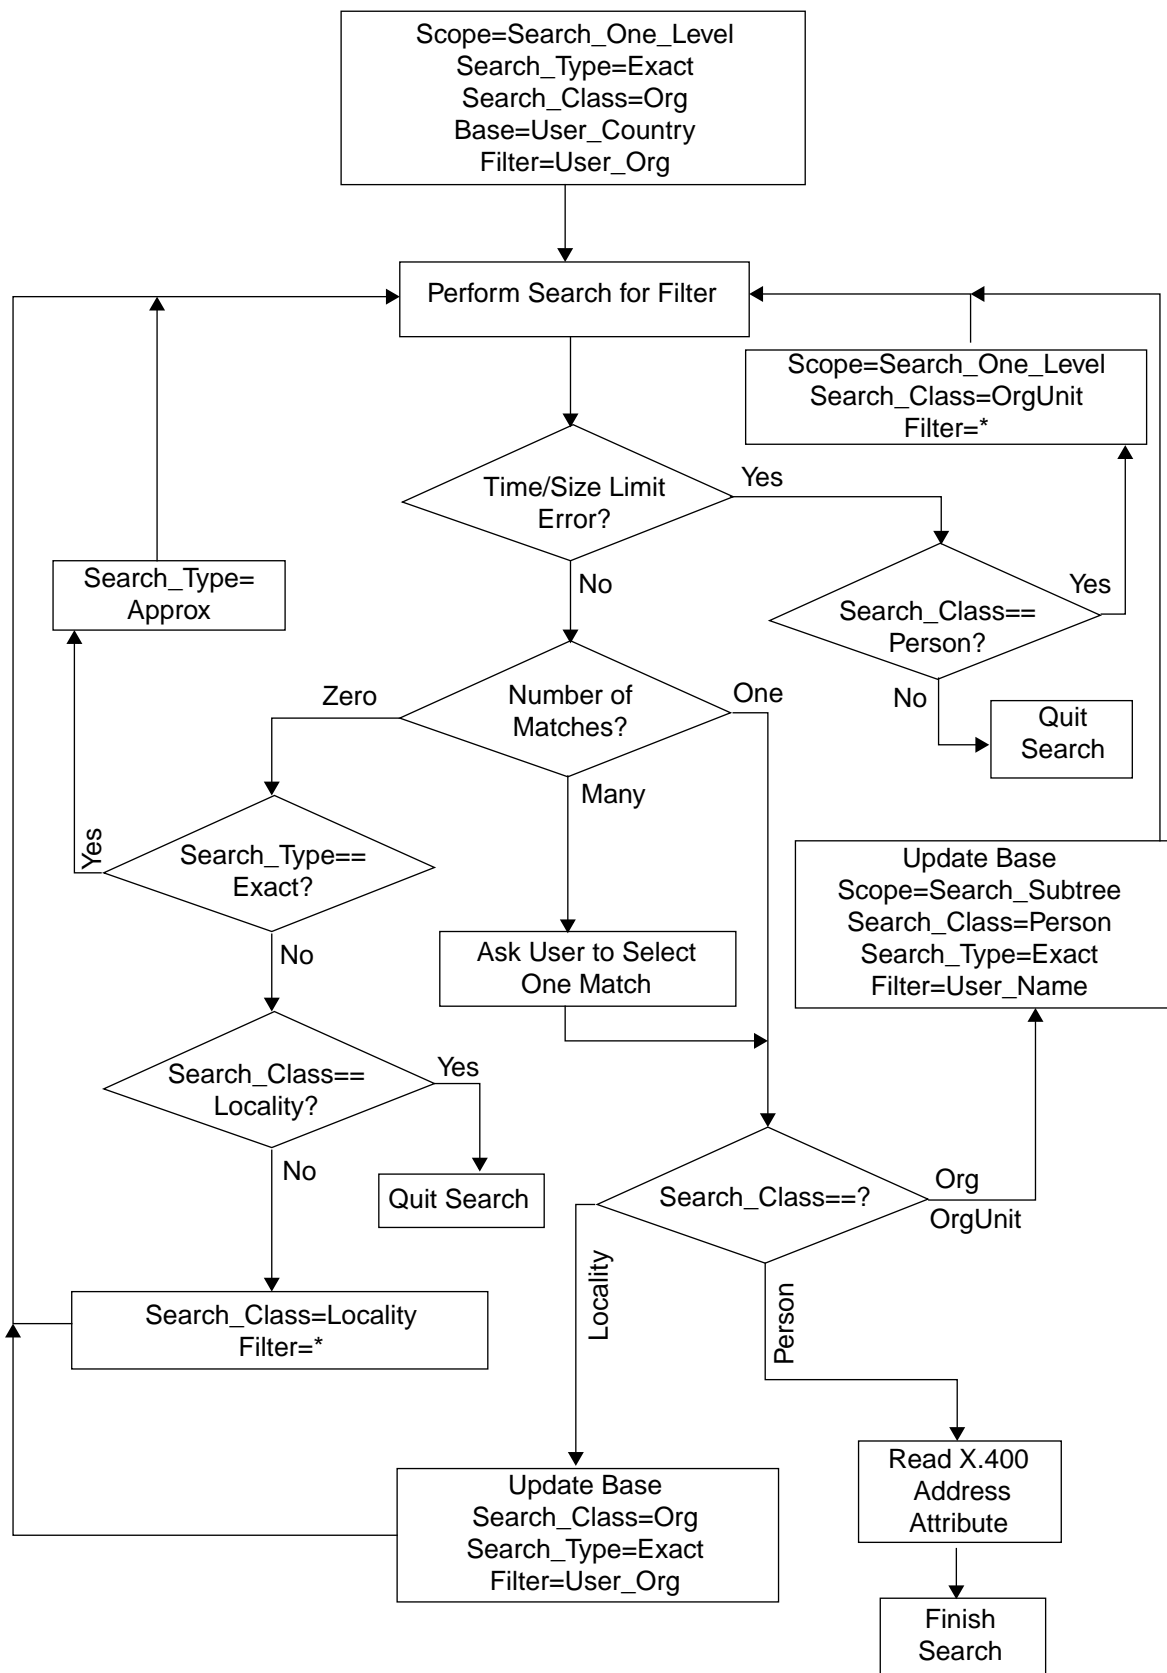 Scope=Search_One_Level
Search_Type=Exact
Search_Class=Org
Base=User_Country
Filter=User_Org
Perform Search for Filter
Scope=Search_One_Level
Search_Class=OrgUnit
Filter=*
Time/Size Limit
Error?
Yes
No
Search_Type=
Approx
Search_Class==
Person?
Yes
No
Quit
Search
Number of
Matches?
Zero
One
Many
Search_Type==
Exact?
Yes
No
Ask User to Select
One Match
Update Base
Scope=Search_Subtree
Search_Class=Person
Search_Type=Exact
Filter=User_Name
Search_Class==
Locality?
Yes
No
Quit Search
Search_Class==?
Org
OrgUnit
Locality
Person
Search_Class=Locality
Filter=*
Update Base
Search_Class=Org
Search_Type=Exact
Filter=User_Org
Read X.400
Address
Attribute
Finish
Search